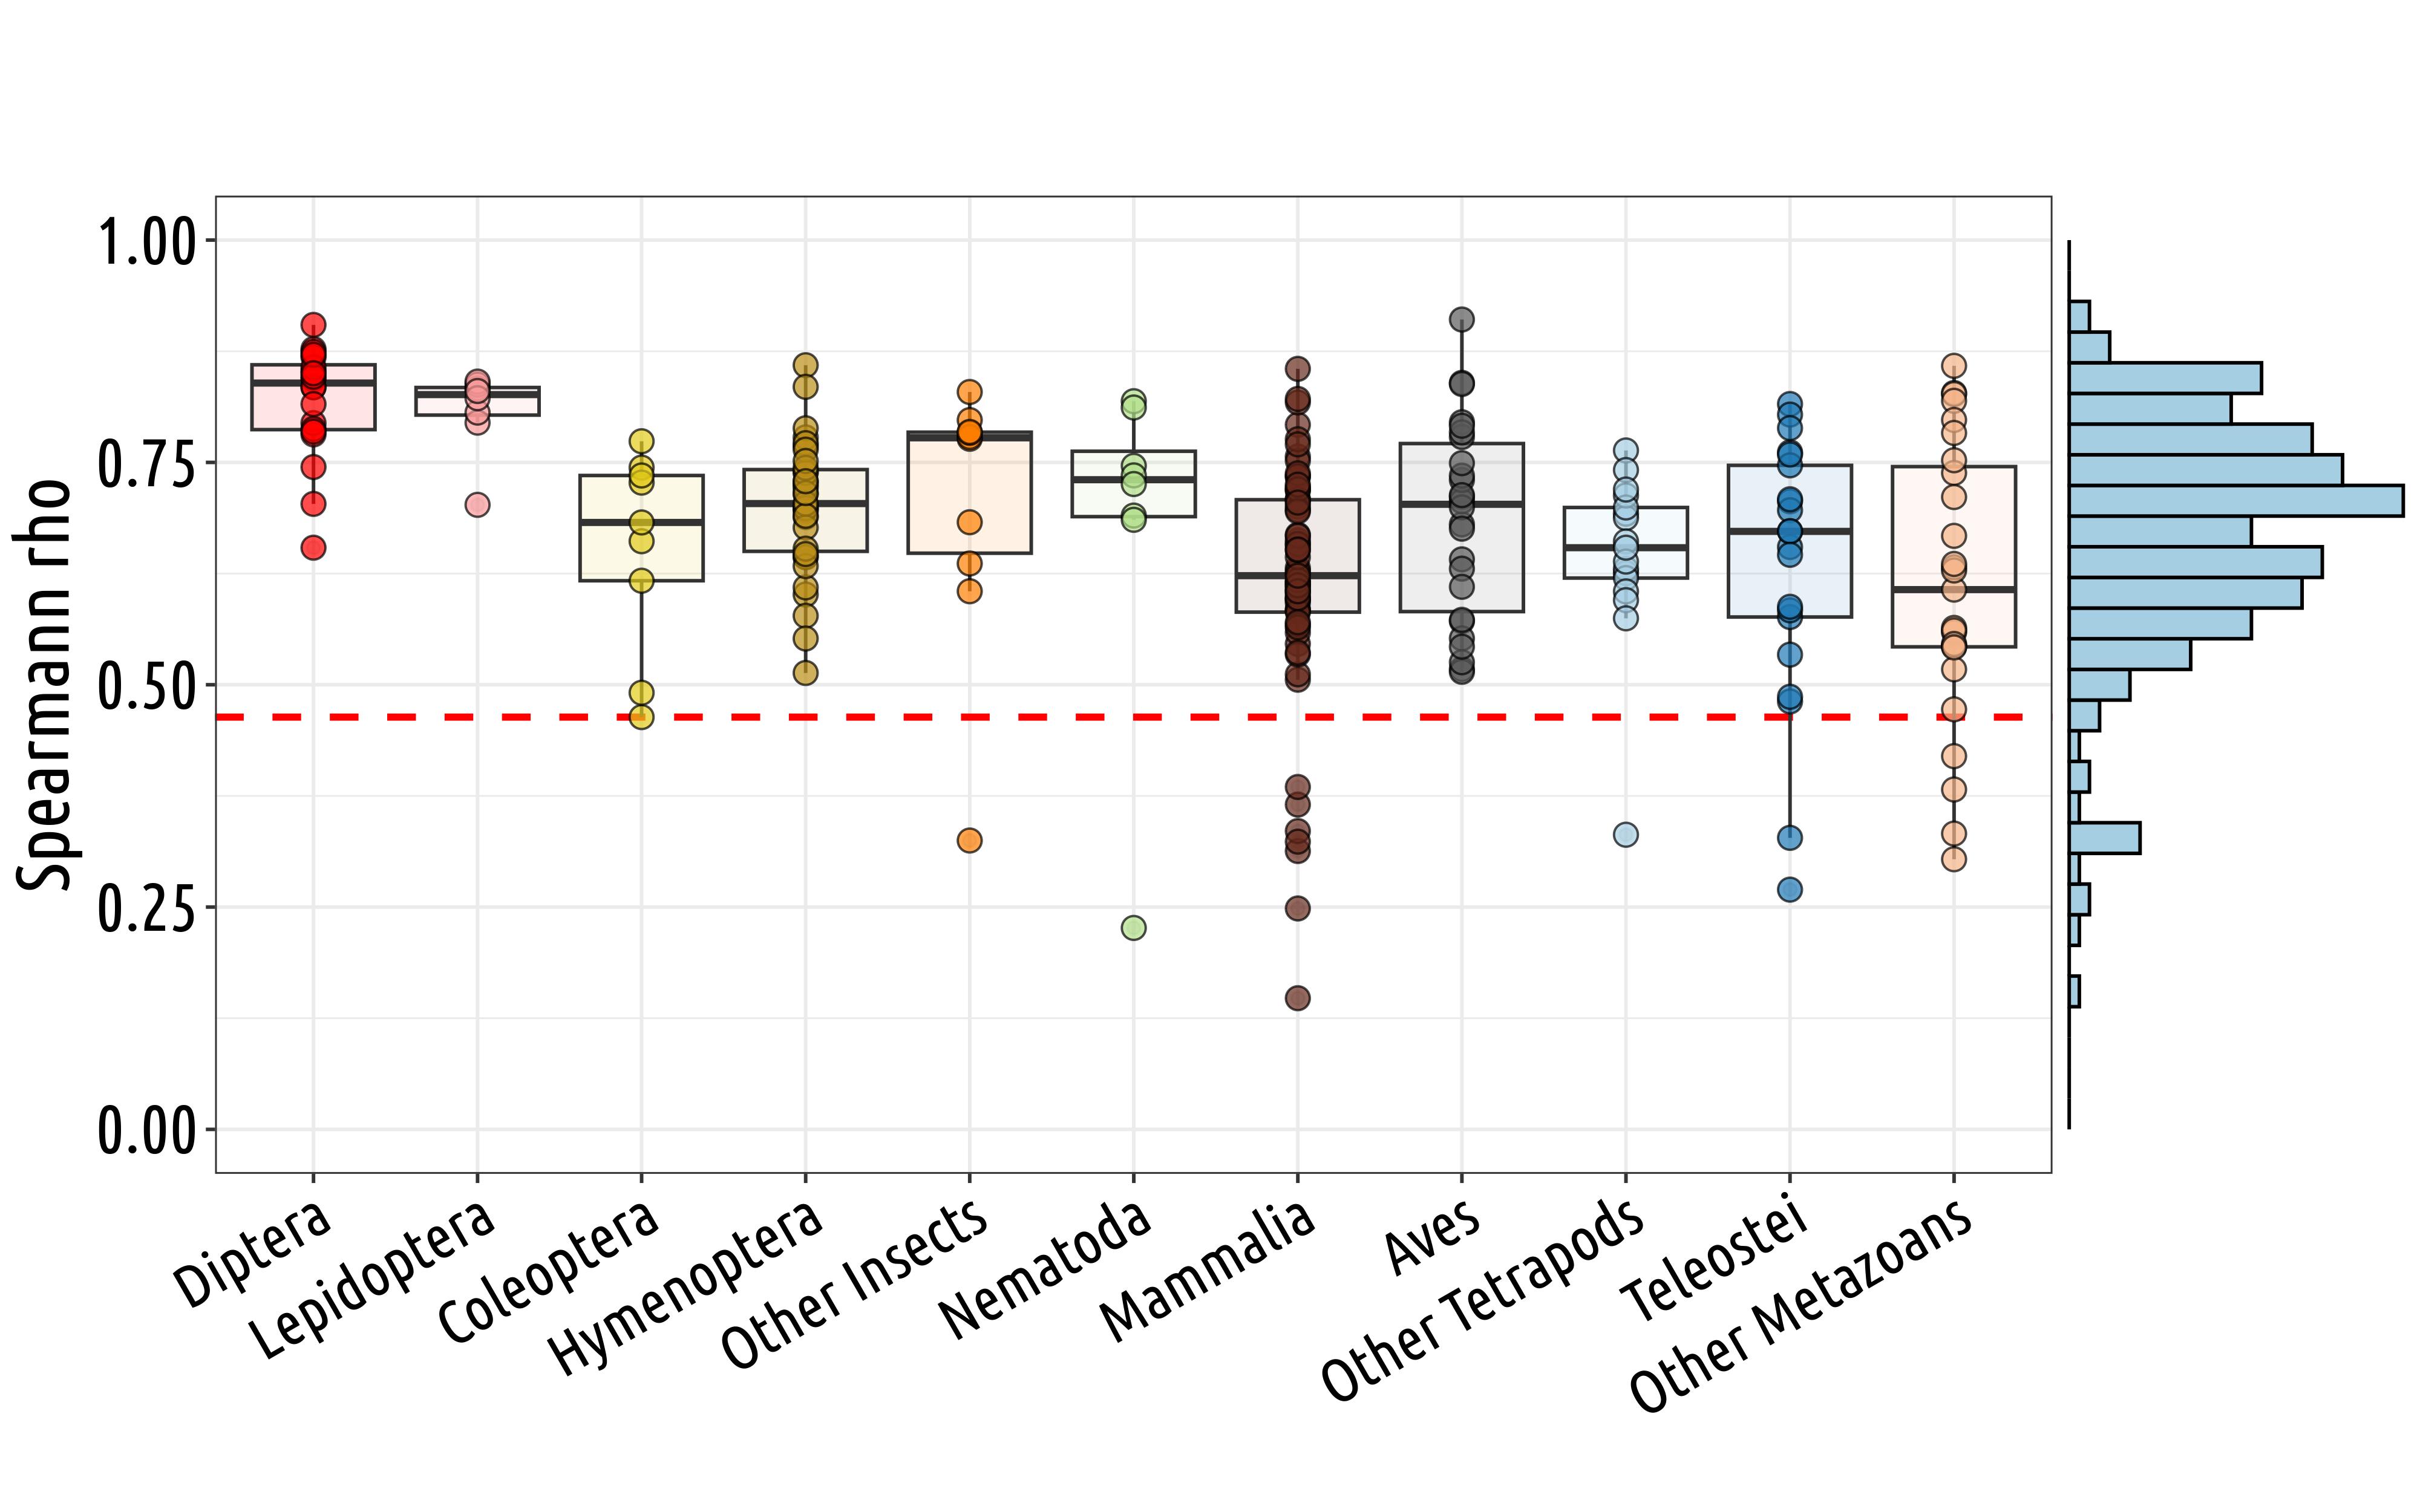 Spearmann rho
1.00
0.75
0.50
0.25
0.00
Diptera
Lepidoptera
Coleoptera
Hymenoptera
Other Insects
Nematoda
Mammalia
Aves
Other Tetrapods
Teleostei
Other Metazoans